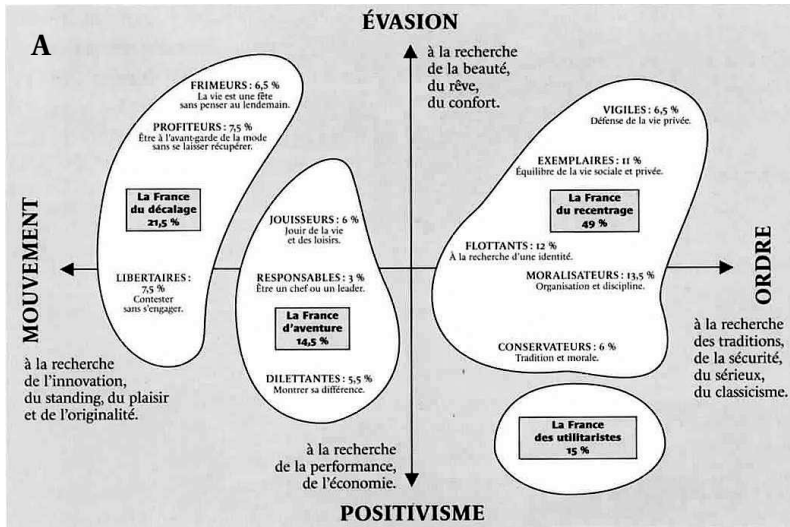 A
ÉVASION
à la recherche
de la beauté,
du rêve,
du confort.
FRIMEURS : 6,5 %
La vie est une fête
sans penser au lendemain.
PROFITEURS : 7,5 %
Être à l'avant-garde de la mode
sans se laisser récupérer.
La France
du décalage
21,5 %
LIBERTAIRES :
7,5 %
Contester
sans s'engager.
JOUISSEURS : 6 %
Jouir de la vie
et des loisirs.
RESPONSABLES : 3 %
Être un chef ou un leader.
La France
d'aventure
14,5 %
DILETTANTES : 5,5 %
Montrer sa différence.
VIGILES : 6,5 %
Défense de la vie privée.
EXEMPLAIRES : 11 %
Équilibre de la vie sociale et privée.
La France
du recentrage
49 %
FLOTTANTS : 12 %
À la recherche d'une identité.
MORALISATEURS : 13,5 %
Organisation et discipline.
CONSERVATEURS : 6 %
Tradition et morale.
La France
des utilitaristes
15 %
MOUVEMENT
à la recherche
de l'innovation,
du standing, du plaisir
et de l'originalité.
ORDRE
à la recherche
des traditions,
de la sécurité,
du sérieux,
du classicisme.
à la recherche
de la performance,
de l'économie.
POSITIVISME